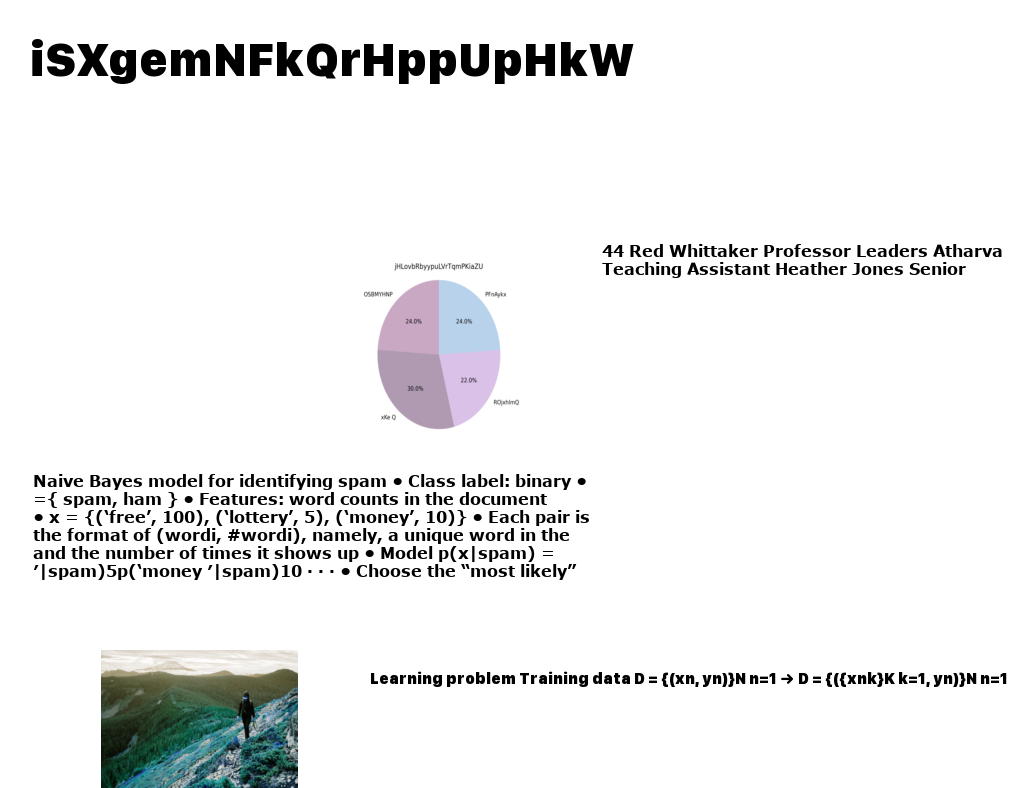 iSXgemNFkQrHppUpHkW
44 Red Whittaker Professor Leaders Atharva
Teaching Assistant Heather Jones Senior
jHLovbRbyypuLVrTqmPKiaZU
OSBMYHNP
PFnAykx
24.0%
24.0%
30.0%
22.0%
ROjxhImQ
xKe Q
Naive Bayes model for identifying spam • Class label: binary •
={ spam, ham } • Features: word counts in the document
• x = {(‘free’, 100), (‘lottery’, 5), (‘money’, 10)} • Each pair is
the format of (wordi, #wordi), namely, a unique word in the
and the number of times it shows up • Model p(x|spam) =
’|spam)5p(‘money ’|spam)10 · · · • Choose the “most likely”
Learning problem Training data D = {(xn, yn)}N n=1 → D = {({xnk}K k=1, yn)}N n=1